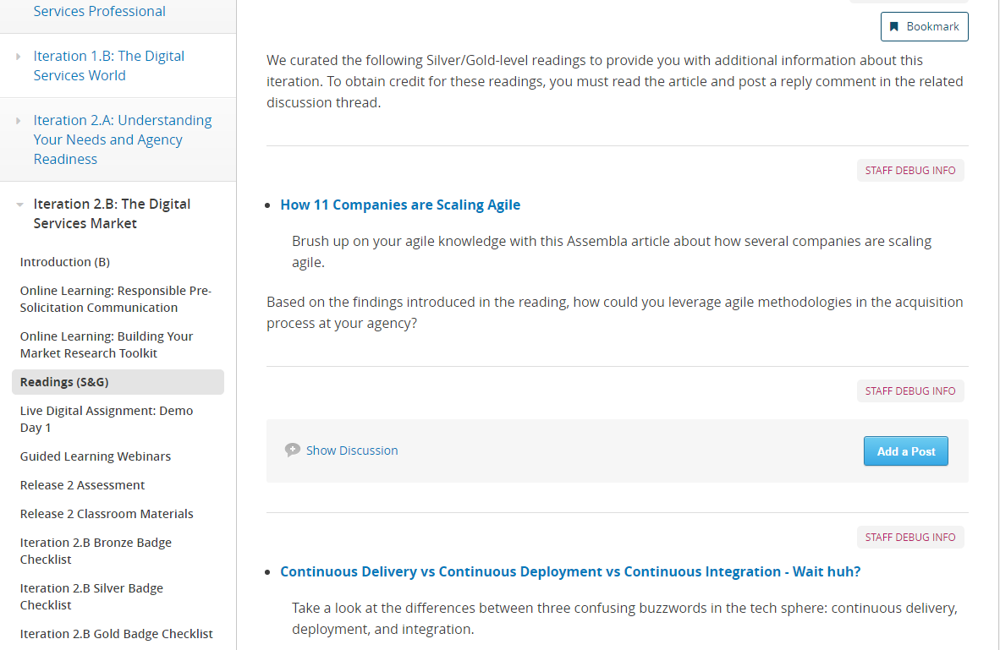 Services Professional
Iteration 1.B: The Digital
Services World
Iteration 2.A: Understanding
Your Needs and Agency
Readiness
Iteration 2.B: The Digital
Services Market
Introduction (B)
Online Learning: Responsible Pre-
Solicitation Communication
Online Learning: Building Your
Market Research Toolkit
Readings (S&G)
Live Digital Assignment: Demo
Day 1
Guided Learning Webinars
Release 2 Assessment
Release 2 Classroom Materials
Iteration 2.B Bronze Badge
Checklist
Iteration 2.B Silver Badge
Checklist
Iteration 2.B Gold Badge Checklist
Bookmark
We curated the following Silver/Gold-level readings to provide you with additional information about this
iteration. To obtain credit for these readings, you must read the article and post a reply comment in the related
discussion thread.
STAFF DEBUG INFO
How 11 Companies are Scaling Agile
Brush up on your agile knowledge with this Assembla article about how several companies are scaling
agile.
Based on the findings introduced in the reading, how could you leverage agile methodologies in the acquisition
process at your agency?
STAFF DEBUG INFO
Show Discussion
Add a Post
STAFF DEBUG INFO
Continuous Delivery vs Continuous Deployment vs Continuous Integration - Wait huh?
Take a look at the differences between three confusing buzzwords in the tech sphere: continuous delivery,
deployment, and integration.